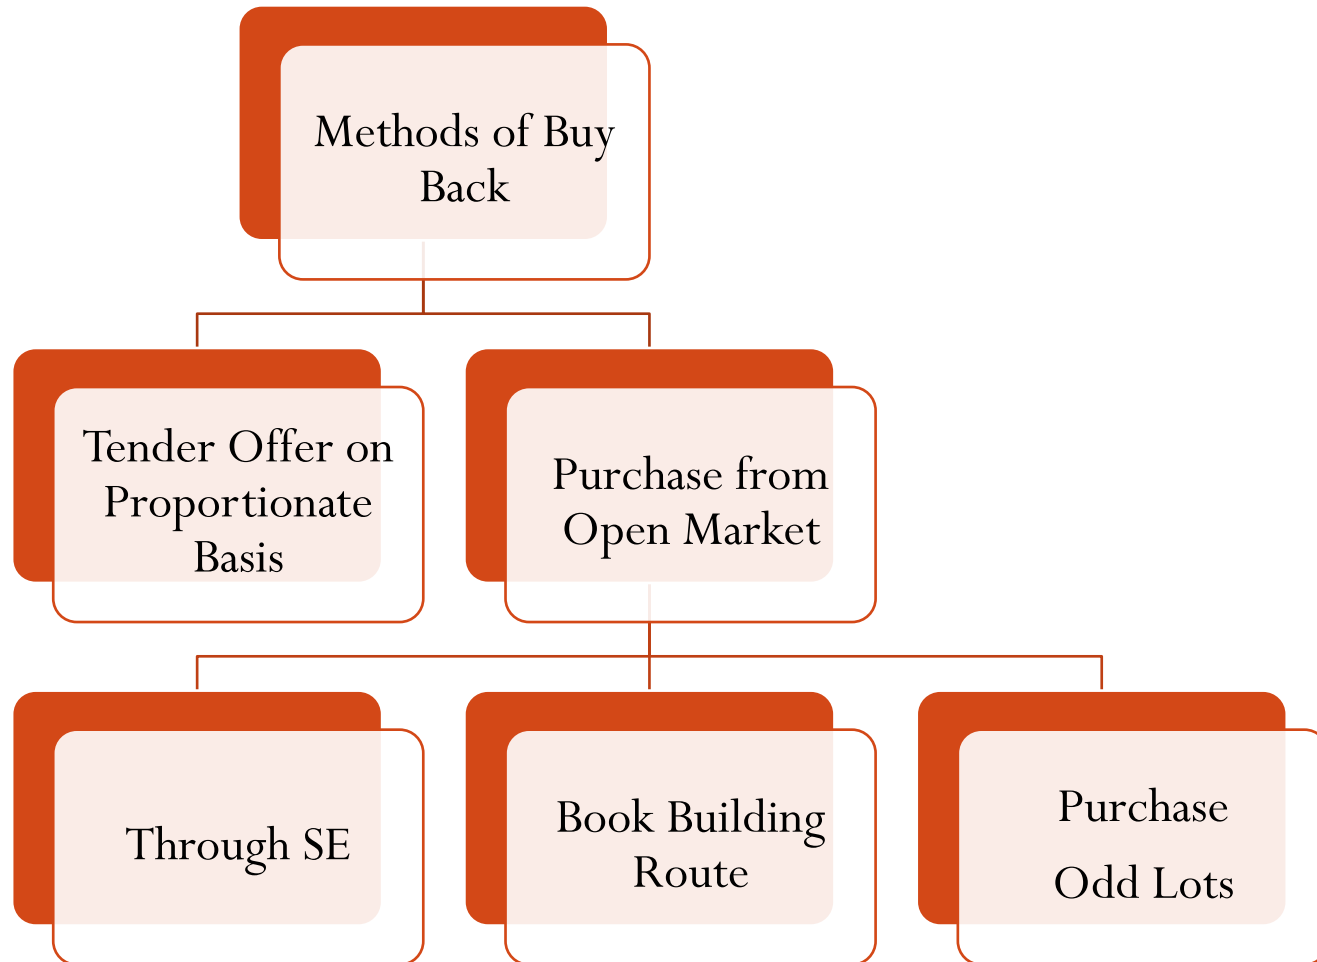 Methods of Buy
Back
Tender Offer on
Proportionate
Basis
Purchase from
Open Market
Through SE
Book Building
Route
Purchase
Odd Lots